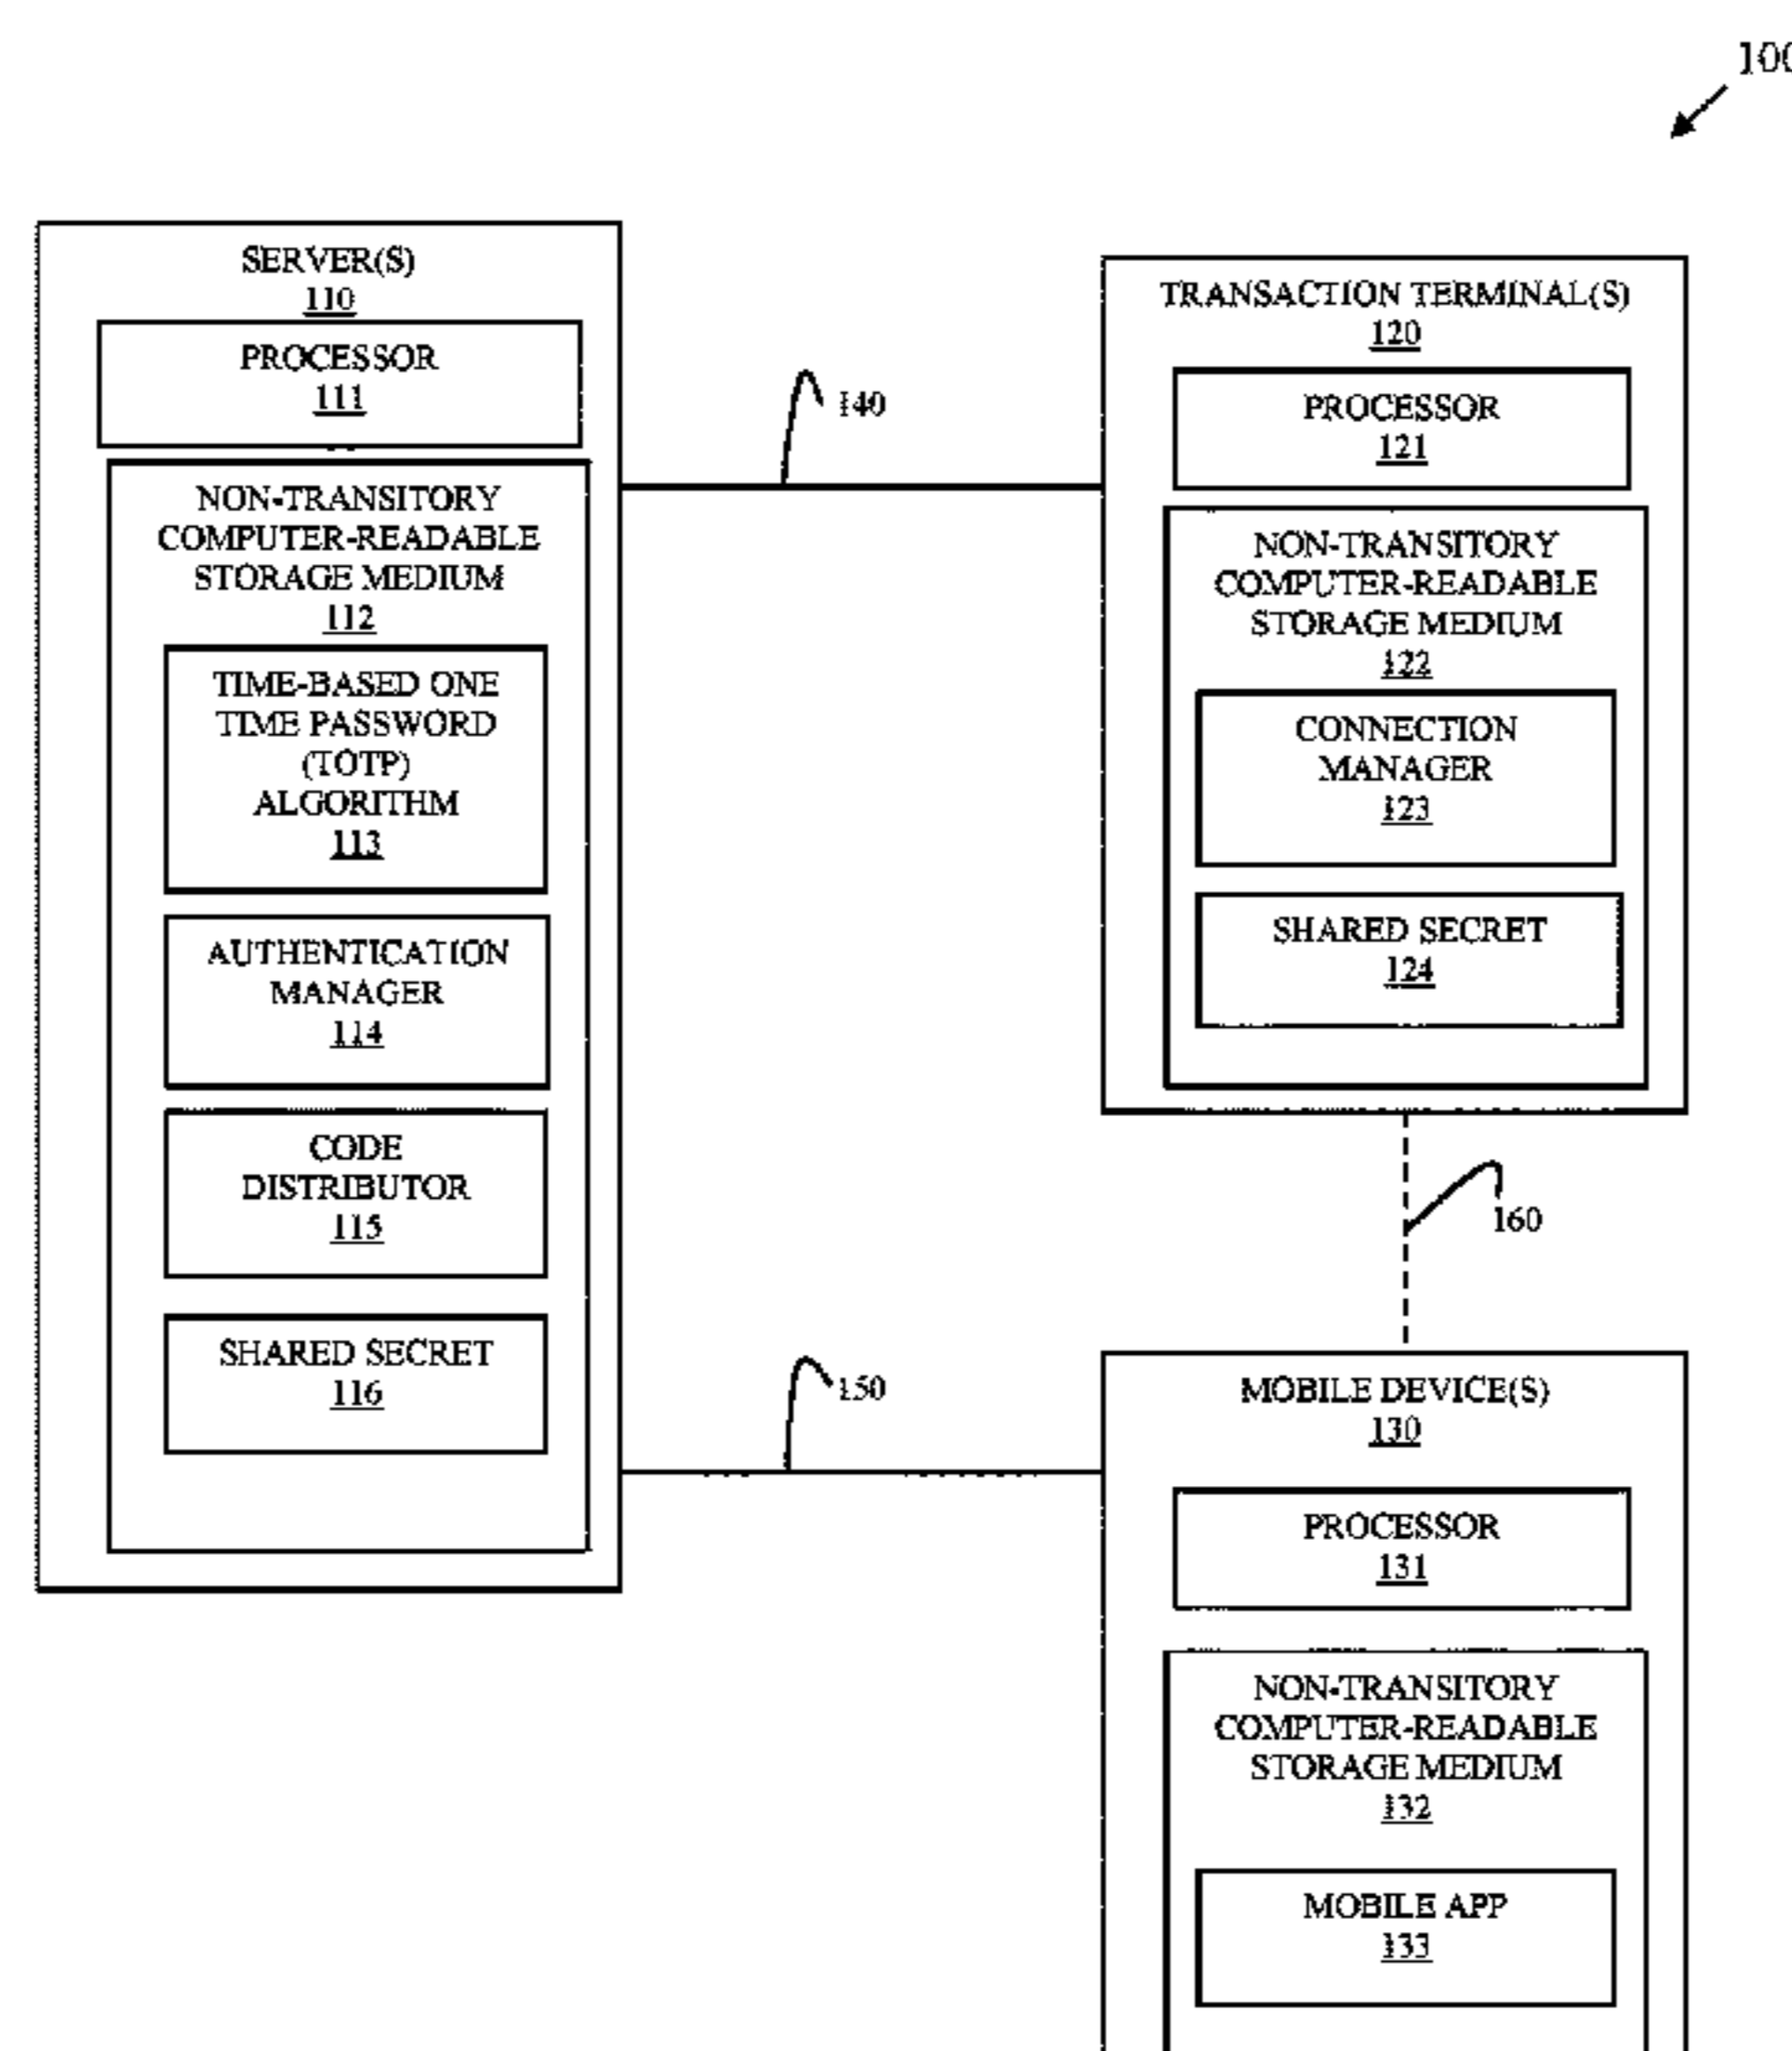 100
SERVER(S)
110
PROCESSOR
111
NON-TRANSITORY
COMPUTER-READABLE
STORAGE MEDIUM
112
TIME-BASED ONE
TIME PASSWORD
(TOTP)
ALGORITHM
113
AUTHENTICATION
MANAGER
114
CODE
DISTRIBUTOR
115
SHARED SECRET
116
140
150
TRANSACTION TERMINAL(S)
120
PROCESSOR
121
NON-TRANSITORY
COMPUTER-READABLE
STORAGE MEDIUM
122
CONNECTION
MANAGER
123
SHARED SECRET
124
160
MOBILE DEVICE(S)
130
PROCESSOR
131
NON-TRANSITORY
COMPUTER-READABLE
STORAGE MEDIUM
132
MOBILE APP
133